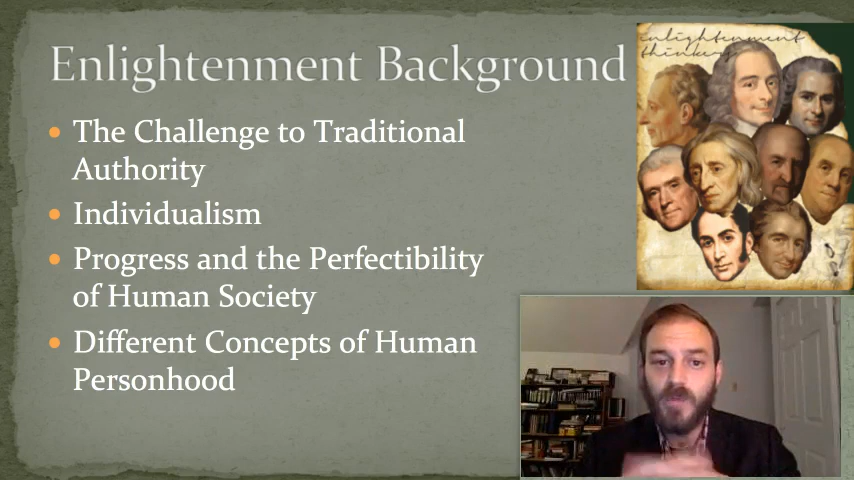 Enlightenment Background
• The Challenge to Traditional
Authority
• Individualism
• Progress and the Perfectibility
of Human Society
• Different Concepts of Human
Personhood
enlightenment
thinkers